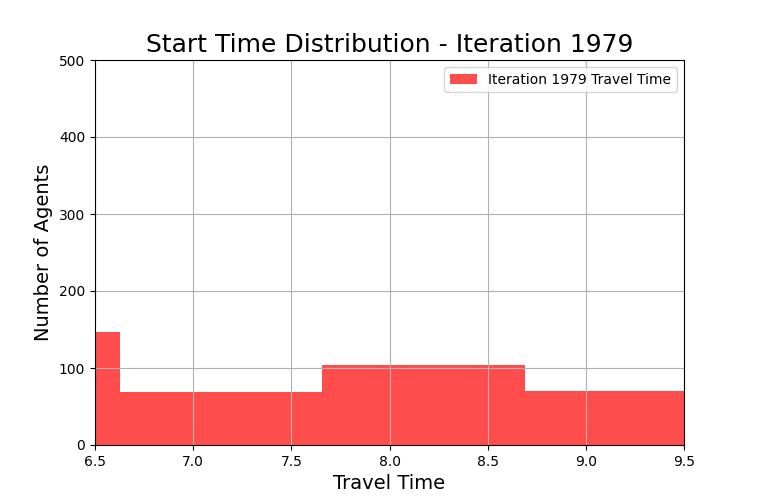 Start Time Distribution - Iteration 1979
Iteration 1979 Travel Time
Number of Agents
500
400
300
200
100
0
6.5 7.0 7.5 8.0 8.5 9.0 9.5
Travel Time